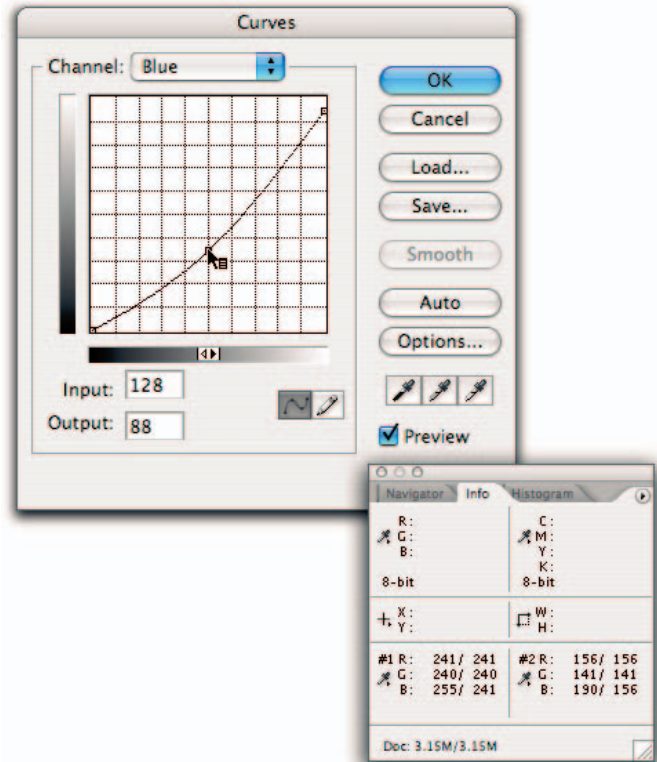 Curves
Channel: Blue
OK
Cancel
Load...
Save...
Smooth
Auto
Options...
Input: 128
Output: 88
Preview
Navigator Info Histogram
R:
G:
B:
8-bit
C:
M:
Y:
K:
8-bit
X:
Y:
W:
H:
#1 R: 241/ 241
G: 240/ 240
B: 255/ 241
#2 R: 156/ 156
G: 141/ 141
B: 190/ 156
Doc: 3.15M/3.15M